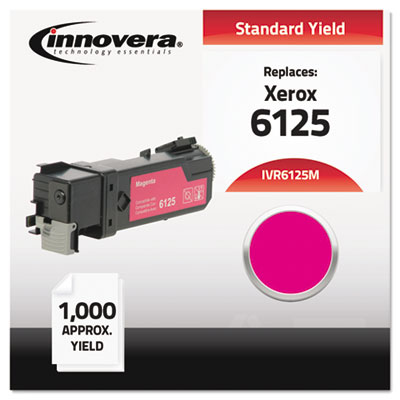 innovera
technology essentials
Standard Yield
Replaces:
Xerox
6125
IVR6125M
Magenta
6125
1,000
APPROX.
YIELD